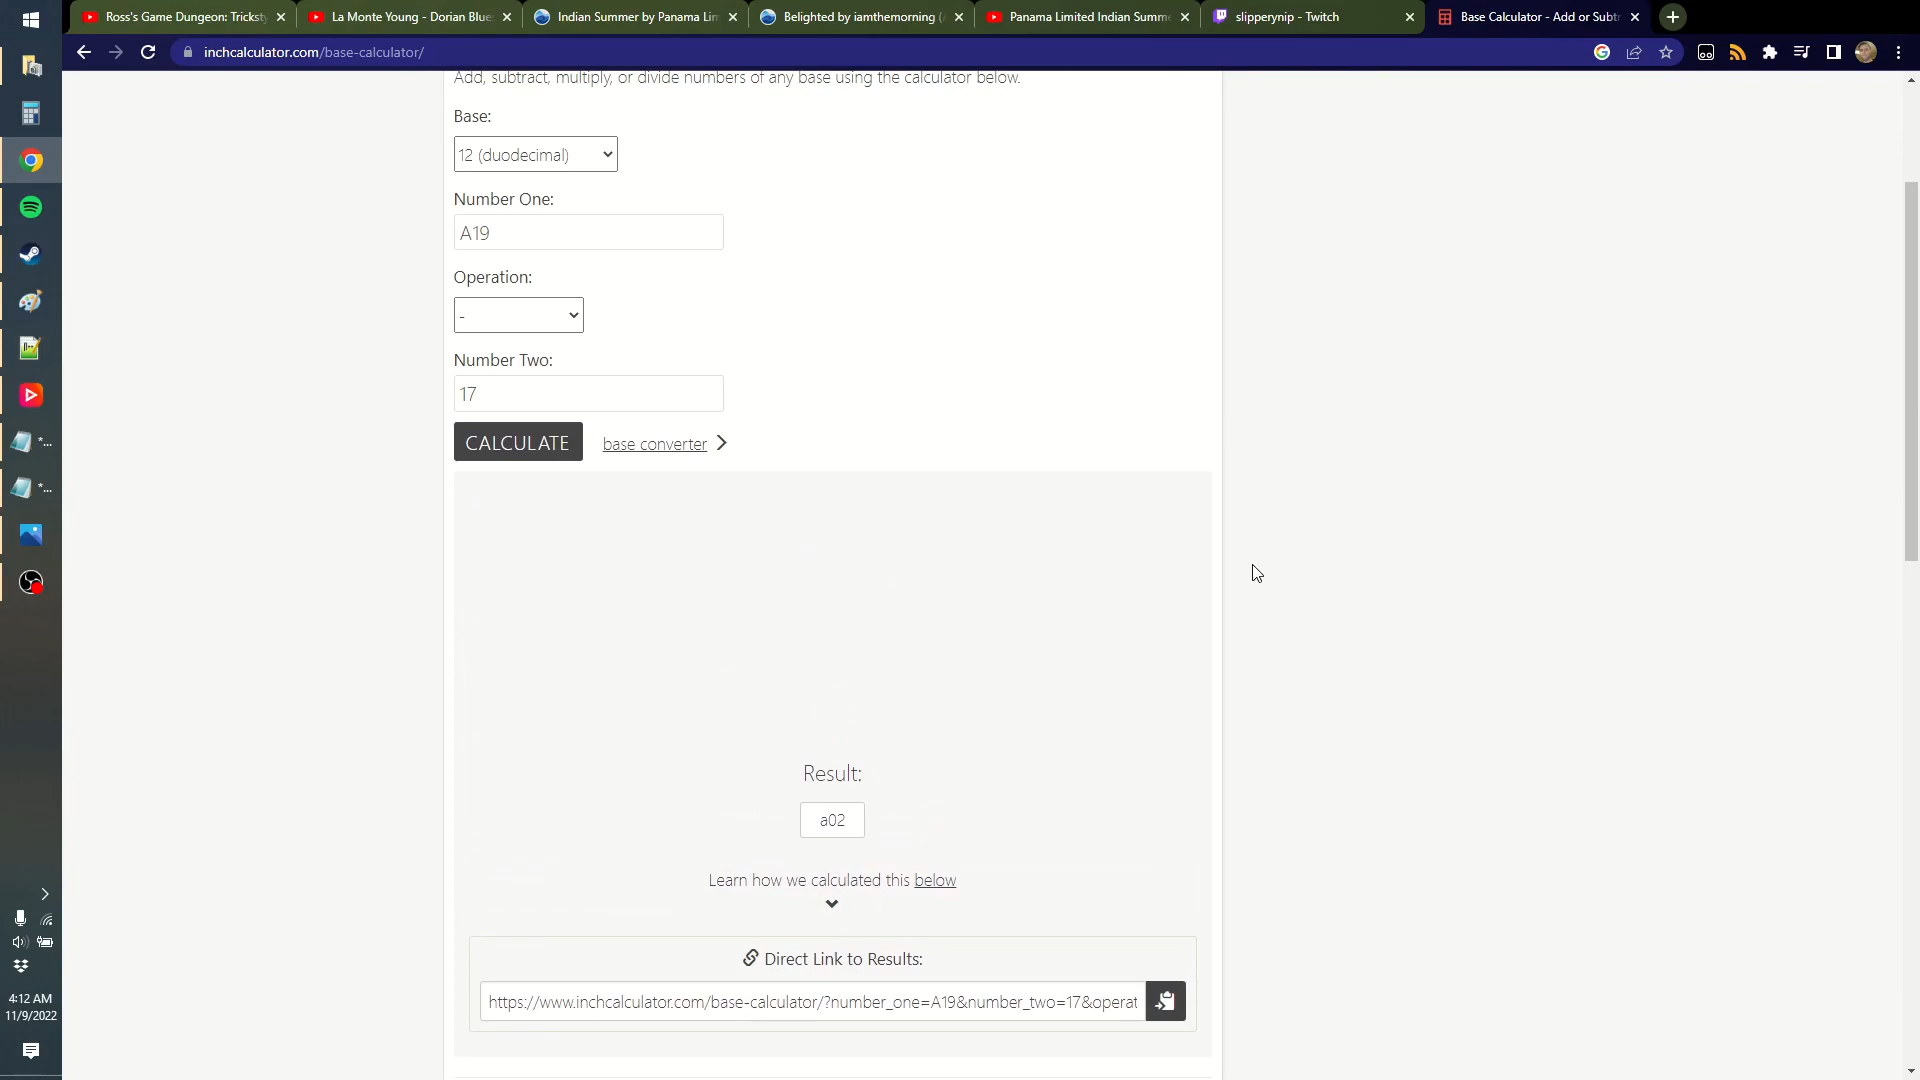 Ross's Game Dungeon: Trickst
La Monte Young - Dorian Blue
Indian Summer by Panama Lim
Belighted by iamthemorning (
Panama Limited Indian Summe
slipperynip - Twitch
Base Calculator - Add or Subt
inchcalculator.com/base-calculator/
Add, subtract, multiply, or divide numbers of any base using the calculator below.
Base:
12 (duodecimal)
Number One:
A19
Operation:
-
Number Two:
17
CALCULATE
base converter
Result:
a02
Learn how we calculated this below
Direct Link to Results:
https://www.inchcalculator.com/base-calculator/?number_one=A19&number_two=17&operat
*...
*...
4:12 AM
11/9/2022